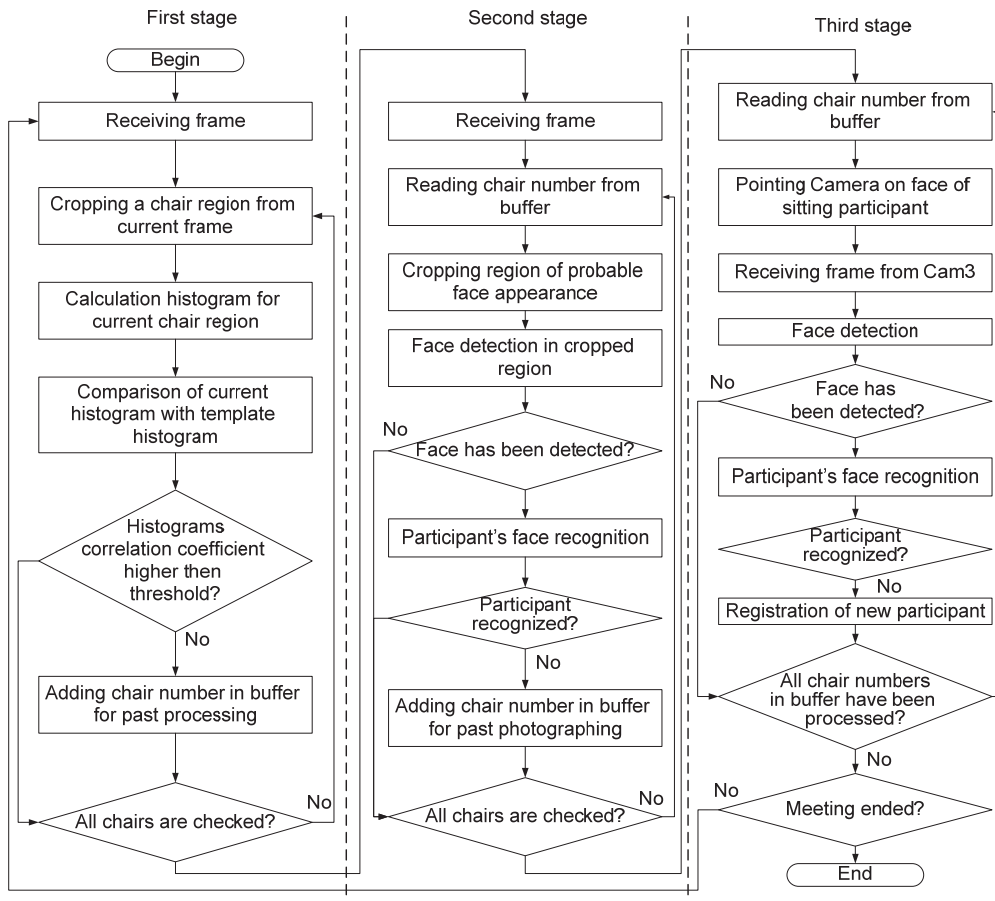 First stage
Begin
Receiving frame
Cropping a chair region from
current frame
Calculation histogram for
current chair region
Comparison of current
histogram with template
histogram
Histograms
correlation coefficient
higher then
threshold?
No
Adding chair number in buffer
for past processing
All chairs are checked?
No
Second stage
Receiving frame
Reading chair number from
buffer
Cropping region of probable
face appearance
Face detection in cropped
region
No
Face has been detected?
Participant's face recognition
Participant
recognized?
No
Adding chair number in buffer
for past photographing
All chairs are checked?
No
Third stage
Reading chair number from
buffer
Pointing Camera on face of
sitting participant
Receiving frame from Cam3
Face detection
No
Face has
been detected?
Participant's face recognition
Participant
recognized?
No
Registration of new participant
All chair numbers
in buffer have been
processed?
No
No
Meeting ended?
End